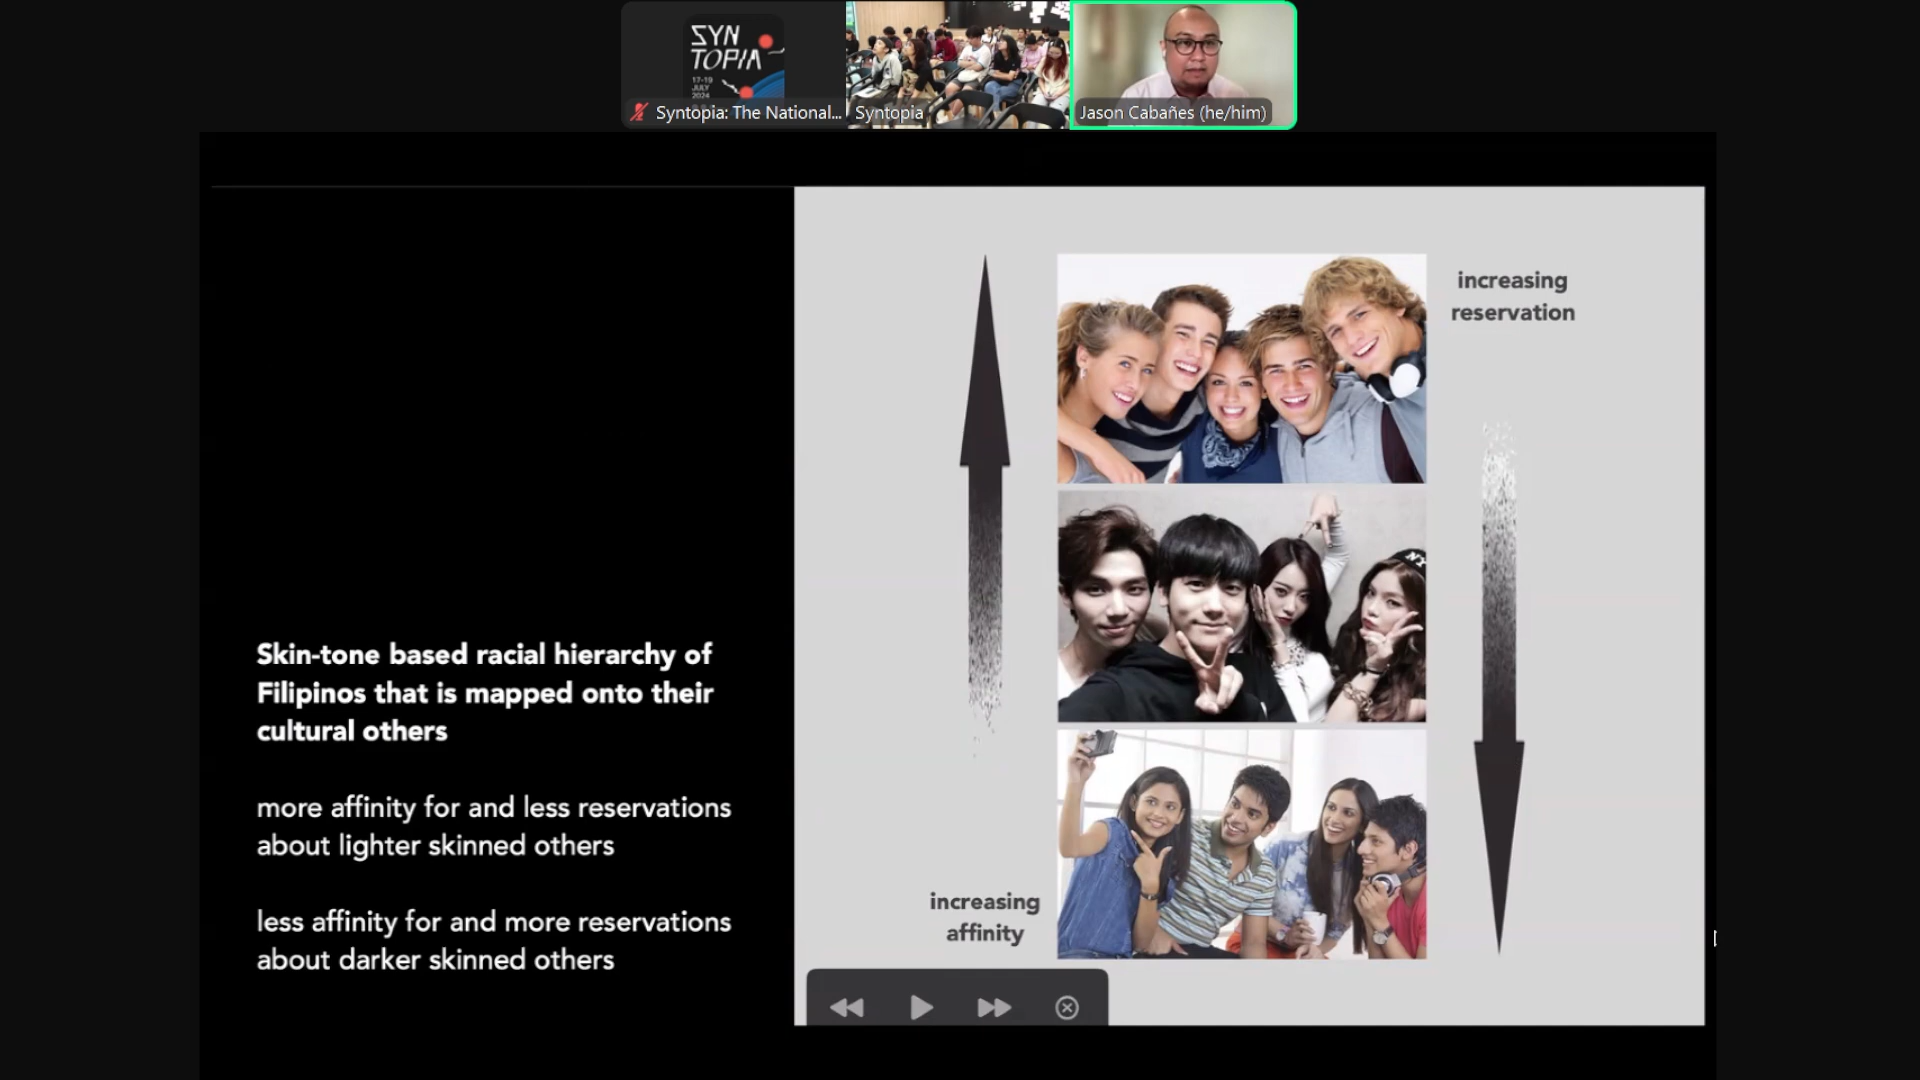 SYN
TOPIA
17-19
JULY
2024
Syntopia: The National...
Syntopia
Jason Cabañes (he/him)
Skin-tone based racial hierarchy of
Filipinos that is mapped onto their
cultural others
more affinity for and less reservations
about lighter skinned others
less affinity for and more reservations
about darker skinned others
increasing
reservation
NY
increasing
affinity